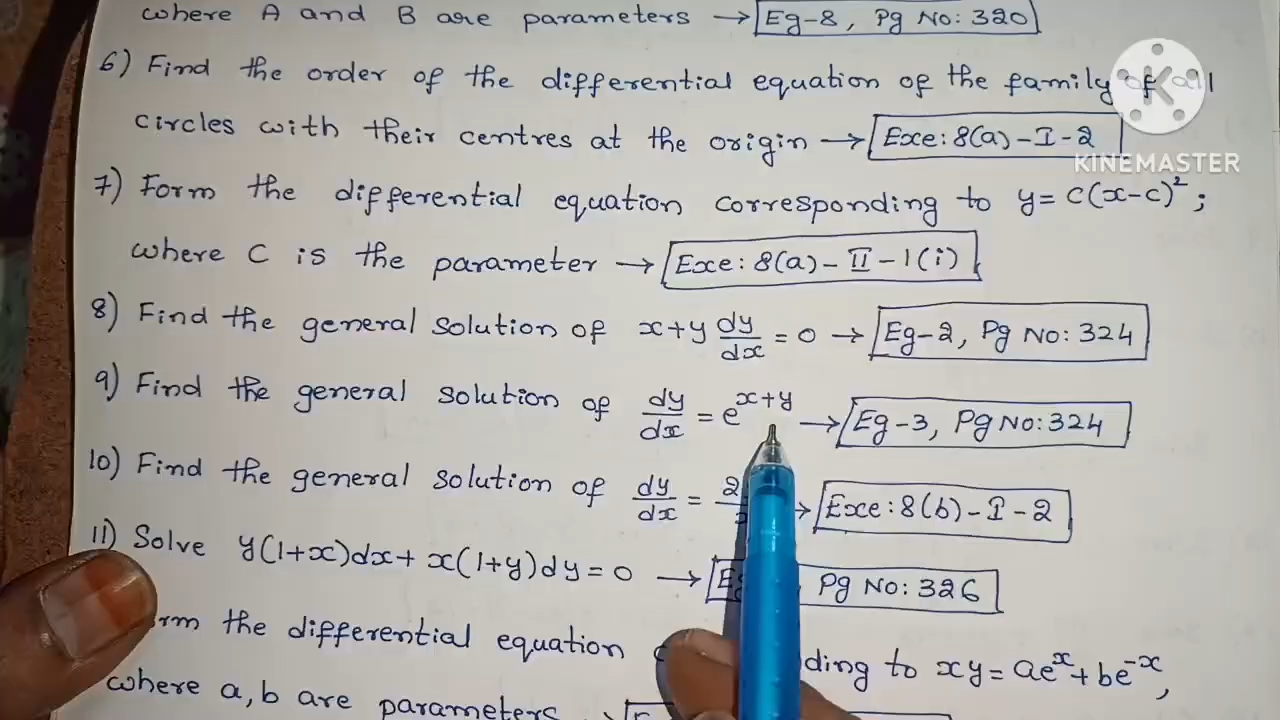 where A and B are parameters → Eg-8, Pg No: 320
6) Find the order of the differential equation of the family of all
circles with their centres at the origin → Exe: 8(a)-I-2
KINEMASTER
7) Form the differential equation corresponding to y = c(x-c)²;
where C is the parameter → Exe: 8(a)-II-1(i)
8) Find the general solution of x+y dy/dx = 0 → Eg-2, Pg No: 324
9) Find the general solution of dy/dx = e^(x+y) → Eg-3, Pg No: 324
10) Find the general solution of dy/dx = 2 → Exe: 8(b)-I-2
11) Solve y(1+x)dx + x(1+y)dy = 0 → Pg No: 326
the differential equation to xy = ae^x + be^-x,
where a, b are parameters